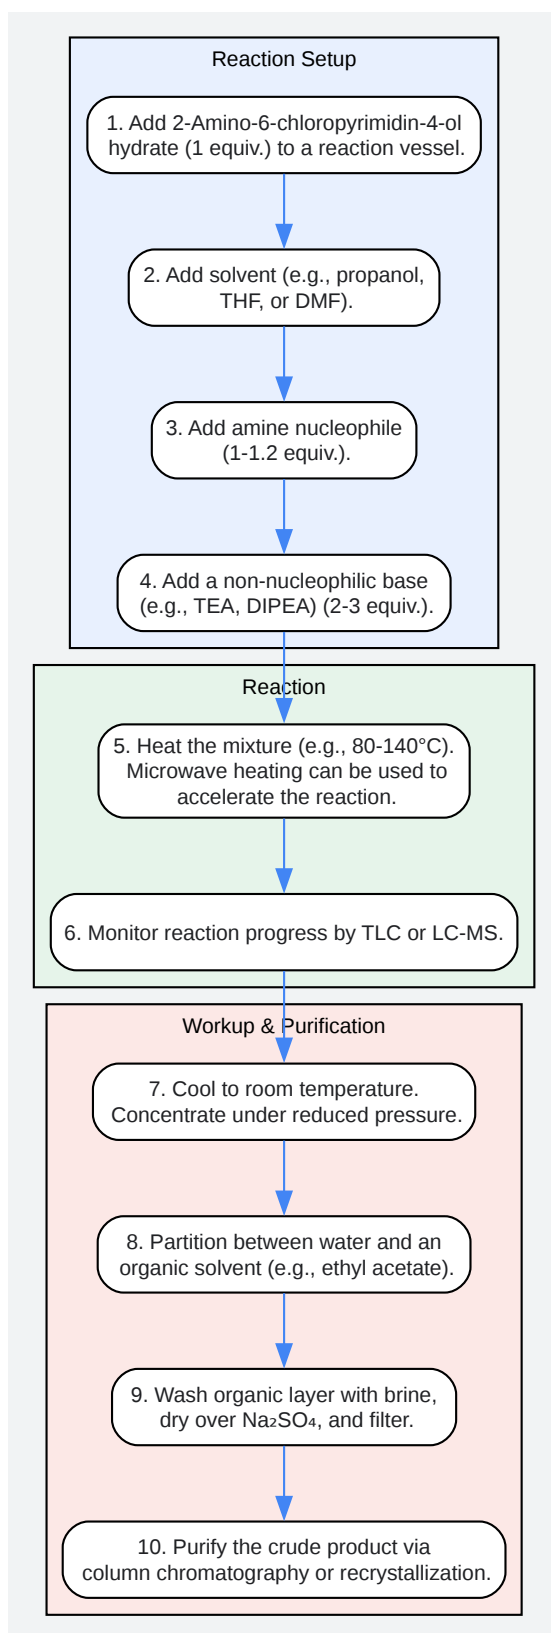 Reaction Setup
1. Add 2-Amino-6-chloropyrimidin-4-ol
hydrate (1 equiv.) to a reaction vessel.
2. Add solvent (e.g., propanol,
THF, or DMF).
3. Add amine nucleophile
(1-1.2 equiv.).
4. Add a non-nucleophilic base
(e.g., TEA, DIPEA) (2-3 equiv.).
Reaction
5. Heat the mixture (e.g., 80-140°C).
Microwave heating can be used to
accelerate the reaction.
6. Monitor reaction progress by TLC or LC-MS.
Workup & Purification
7. Cool to room temperature.
Concentrate under reduced pressure.
8. Partition between water and an
organic solvent (e.g., ethyl acetate).
9. Wash organic layer with brine,
dry over Na₂SO₄, and filter.
10. Purify the crude product via
column chromatography or recrystallization.